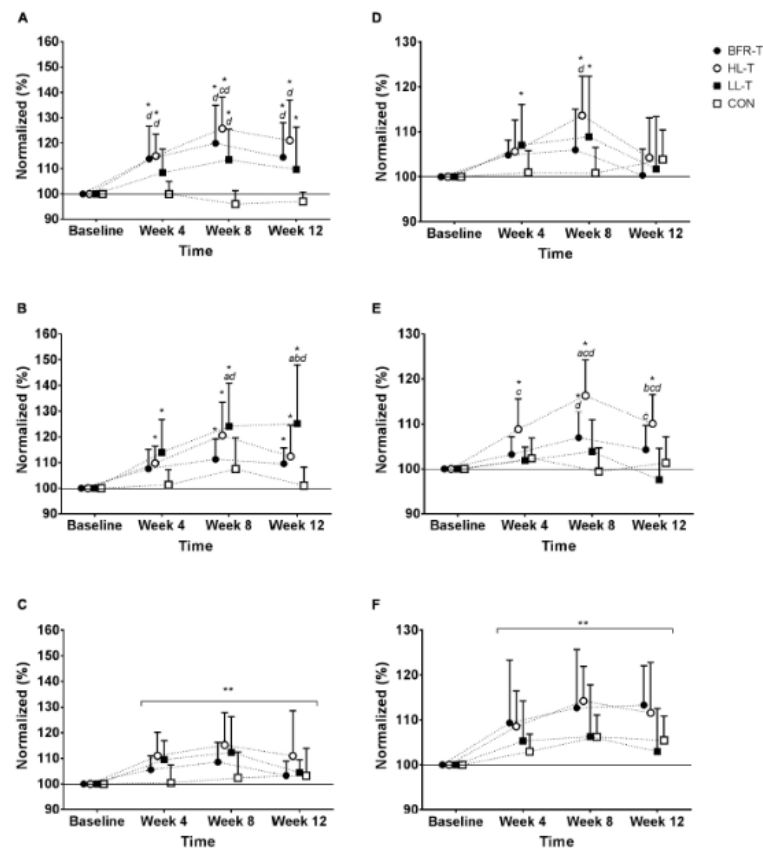 A
160
150
140
130
120
110
100
90
Normalized (%)
* *
d d
* *
d cd *
*
* d
d *
Baseline Week 4 Week 8 Week 12
Time
D
130
120
110
100
90
Normalized (%)
*
*
d *
Baseline Week 4 Week 8 Week 12
Time
BFR-T
HL-T
LL-T
CON
B
160
150
140
130
120
110
100
90
Normalized (%)
* *
*
ad
* *
*
abd
* *
Baseline Week 4 Week 8 Week 12
Time
E
130
120
110
100
90
Normalized (%)
*
c
*
acd
*
d
*
bcd
c
Baseline Week 4 Week 8 Week 12
Time
C
160
150
140
130
120
110
100
90
Normalized (%)
**
Baseline Week 4 Week 8 Week 12
Time
F
130
120
110
100
90
Normalized (%)
**
Baseline Week 4 Week 8 Week 12
Time